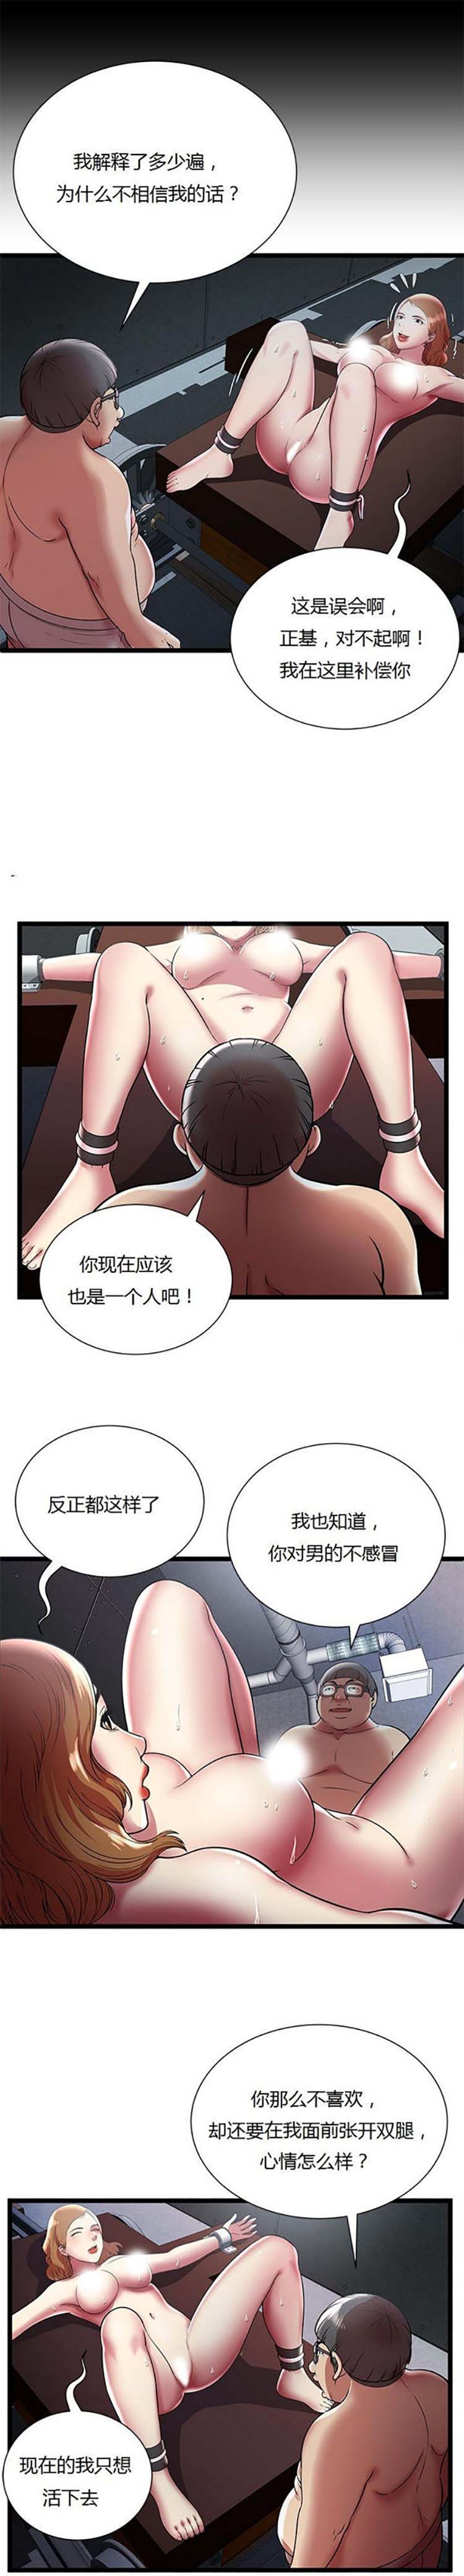 我解释了多少遍，
为什么不相信我的话？
这是误会啊，
正基，对不起啊！
我在这里补偿你
你现在应该
也是一个人吧！
反正都这样了
我也知道，
你对男的不感冒
你那么不喜欢，
却还要在我面前张开双腿，
心情怎么样？
现在的我只想
活下去